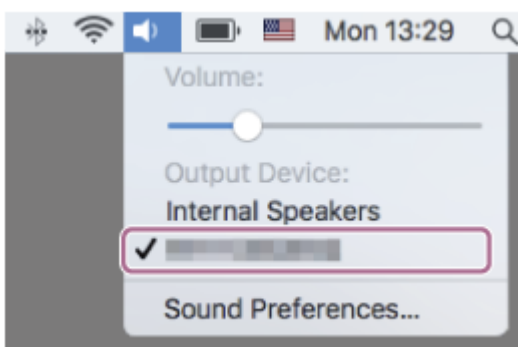 Mon 13:29
Volume:
Output Device:
Internal Speakers
Sound Preferences...